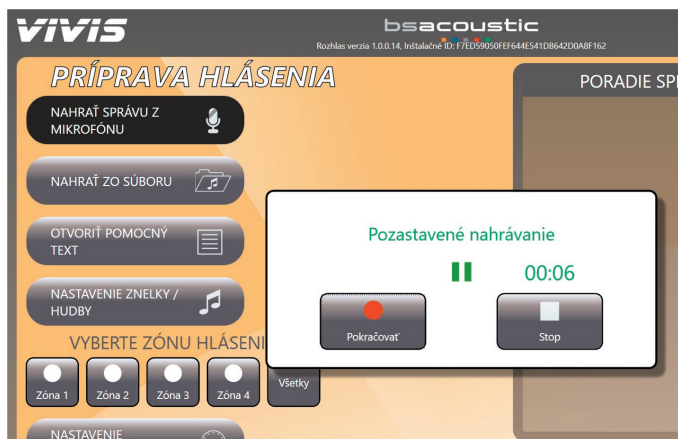 vivis
bsacoustic
Rozhlas verzia 1.0.0.14, Inštalačné ID: F7ED59050FEF644E541DB642D0A8F162
PRÍPRAVA HLÁSENIA
PORADIE SP
NAHRAŤ SPRÁVU Z
MIKROFÓNU
NAHRAŤ ZO SÚBORU
OTVORIŤ POMOCNÝ
TEXT
Pozastavené nahrávanie
00:06
NASTAVENIE ZNELKY /
HUDBY
Pokračovať
Stop
VYBERTE ZÓNU HLÁSENI
Zóna 1
Zóna 2
Zóna 3
Zóna 4
Všetky
NASTAVENIE